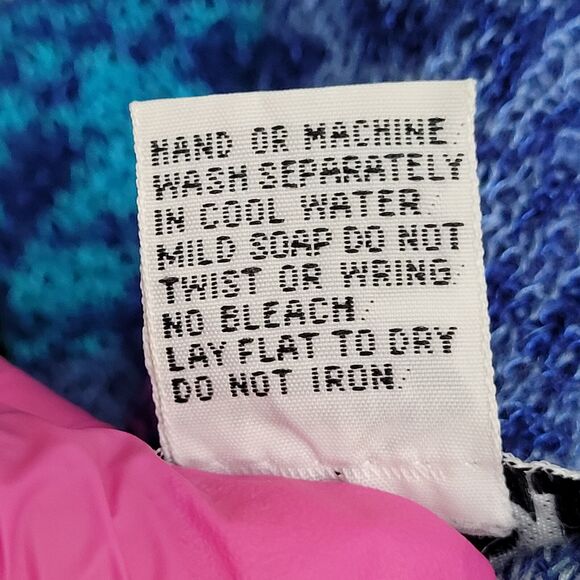 HAND OR MACHINE
WASH SEPARATELY
IN COOL WATER
MILD SOAP DO NOT
TWIST OR WRING
NO BLEACH
LAY FLAT TO DRY
DO NOT IRON